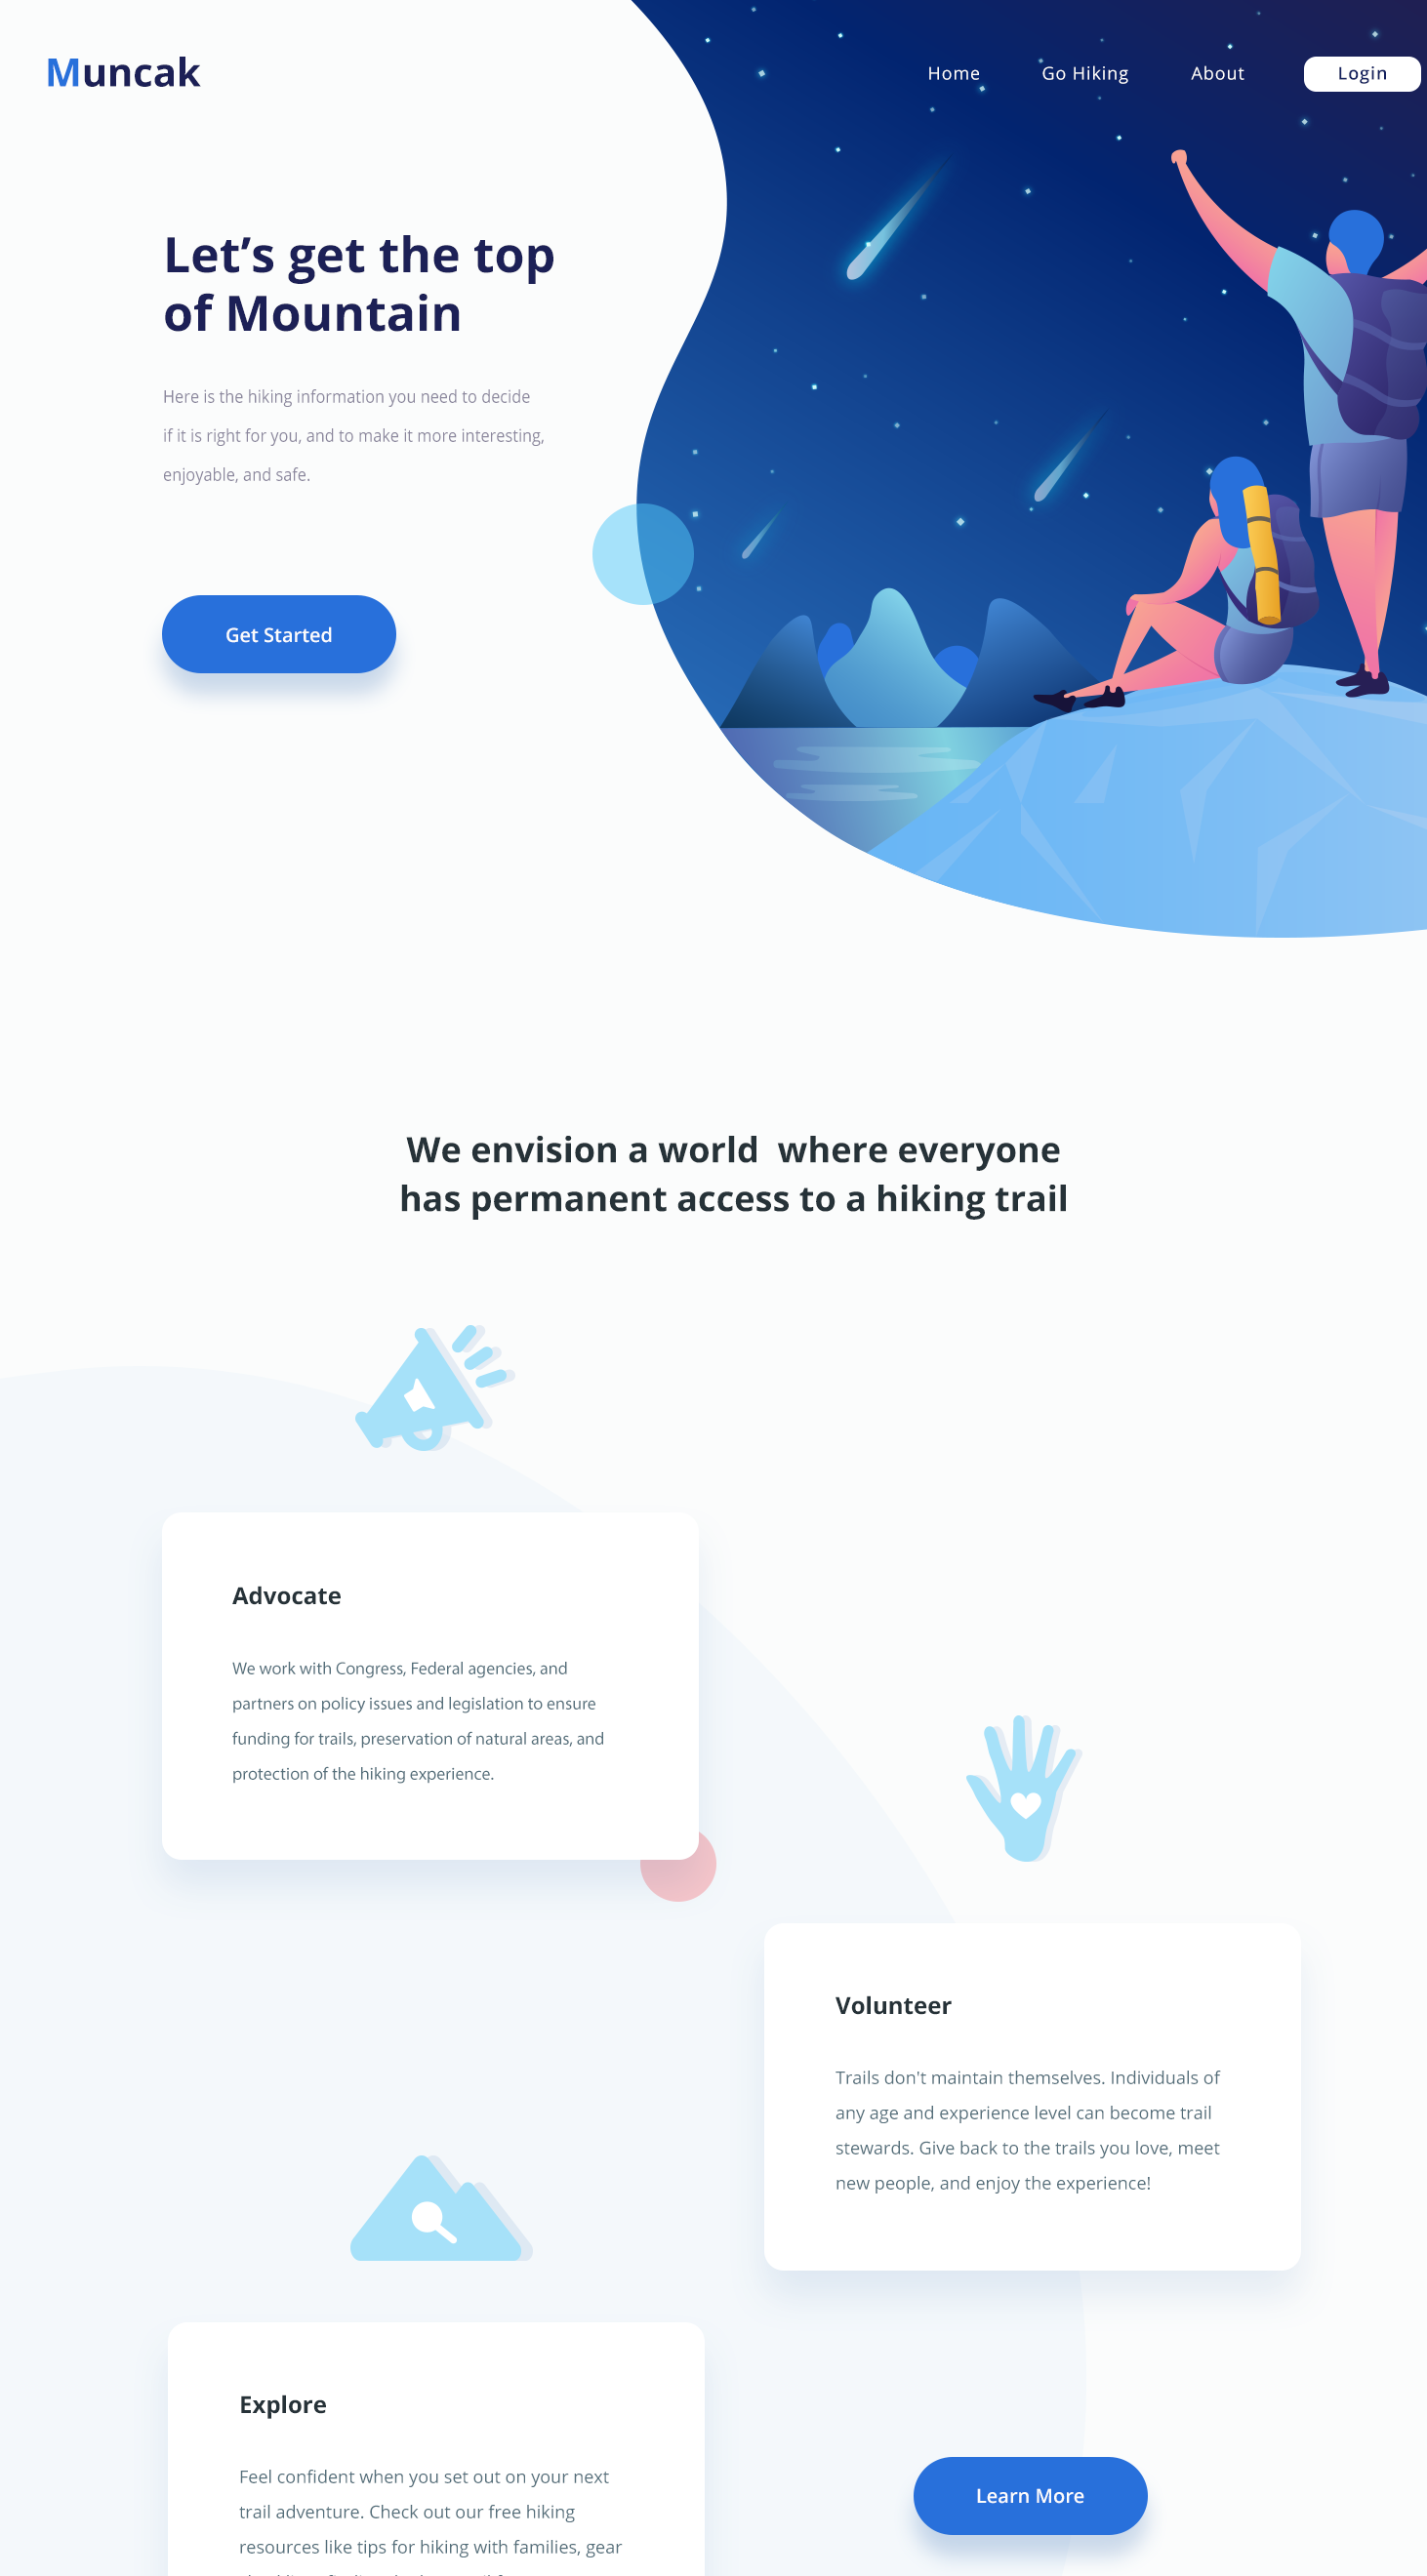 Muncak
Home
Go Hiking
About
Login
Let’s get the top
of Mountain
Here is the hiking information you need to decide
if it is right for you, and to make it more interesting,
enjoyable, and safe.
Get Started
We envision a world  where everyone
has permanent access to a hiking trail
Advocate
We work with Congress, Federal agencies, and
partners on policy issues and legislation to ensure
funding for trails, preservation of natural areas, and
protection of the hiking experience.
Volunteer
Trails don't maintain themselves. Individuals of
any age and experience level can become trail
stewards. Give back to the trails you love, meet
new people, and enjoy the experience!
Explore
Feel confident when you set out on your next
trail adventure. Check out our free hiking
resources like tips for hiking with families, gear
Learn More